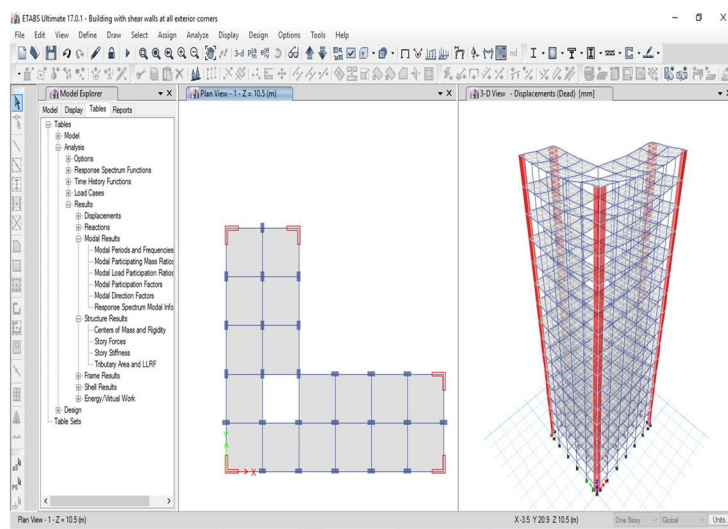 ETABS Ultimate 17.0.1 - Building with shear walls at all exterior corners
File Edit View Define Draw Select Assign Analyze Display Design Options Tools Help
3-d
nd
Model Explorer
Plan View - 1 - Z = 10.5 (m)
3-D View - Displacements (Dead) [mm]
Model Display Tables Reports
Tables
Model
Analysis
Options
Response Spectrum Functions
Time History Functions
Load Cases
Results
Displacements
Reactions
Modal Results
Modal Periods and Frequencies
Modal Participating Mass Ratios
Modal Load Participation Ratios
Modal Participation Factors
Modal Direction Factors
Response Spectrum Modal Info
Structure Results
Centers of Mass and Rigidity
Story Forces
Story Stiffness
Tributary Area and LLRF
Frame Results
Shell Results
Energy/Virtual Work
Design
Table Sets
Y
X
all
PS
clr
Plan View - 1 - Z = 10.5 (m)
X -3.5 Y 20.9 Z 10.5 (m)
One Story
Global
Units